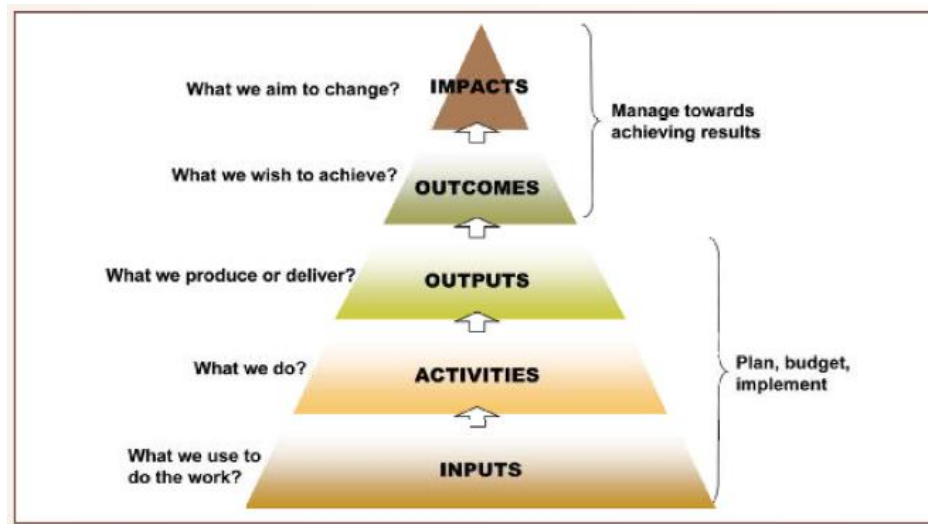 What we aim to change?
IMPACTS
Manage towards
achieving results
What we wish to achieve?
OUTCOMES
What we produce or deliver?
OUTPUTS
What we do?
ACTIVITIES
Plan, budget,
implement
What we use to
do the work?
INPUTS